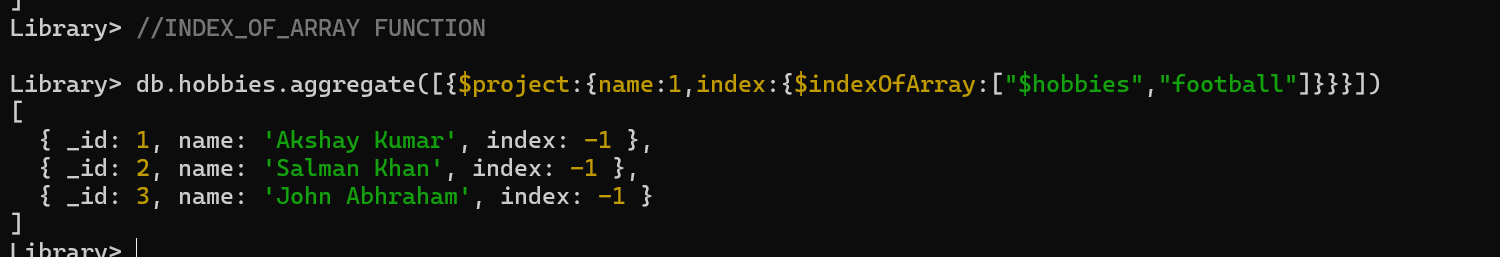 ]
Library> //INDEX_OF_ARRAY FUNCTION
Library> db.hobbies.aggregate([{$project:{name:1,index:{$indexOfArray:["$hobbies","football"]}}}])
[
  { _id: 1, name: 'Akshay Kumar', index: -1 },
  { _id: 2, name: 'Salman Khan', index: -1 },
  { _id: 3, name: 'John Abhraham', index: -1 }
]
Library>